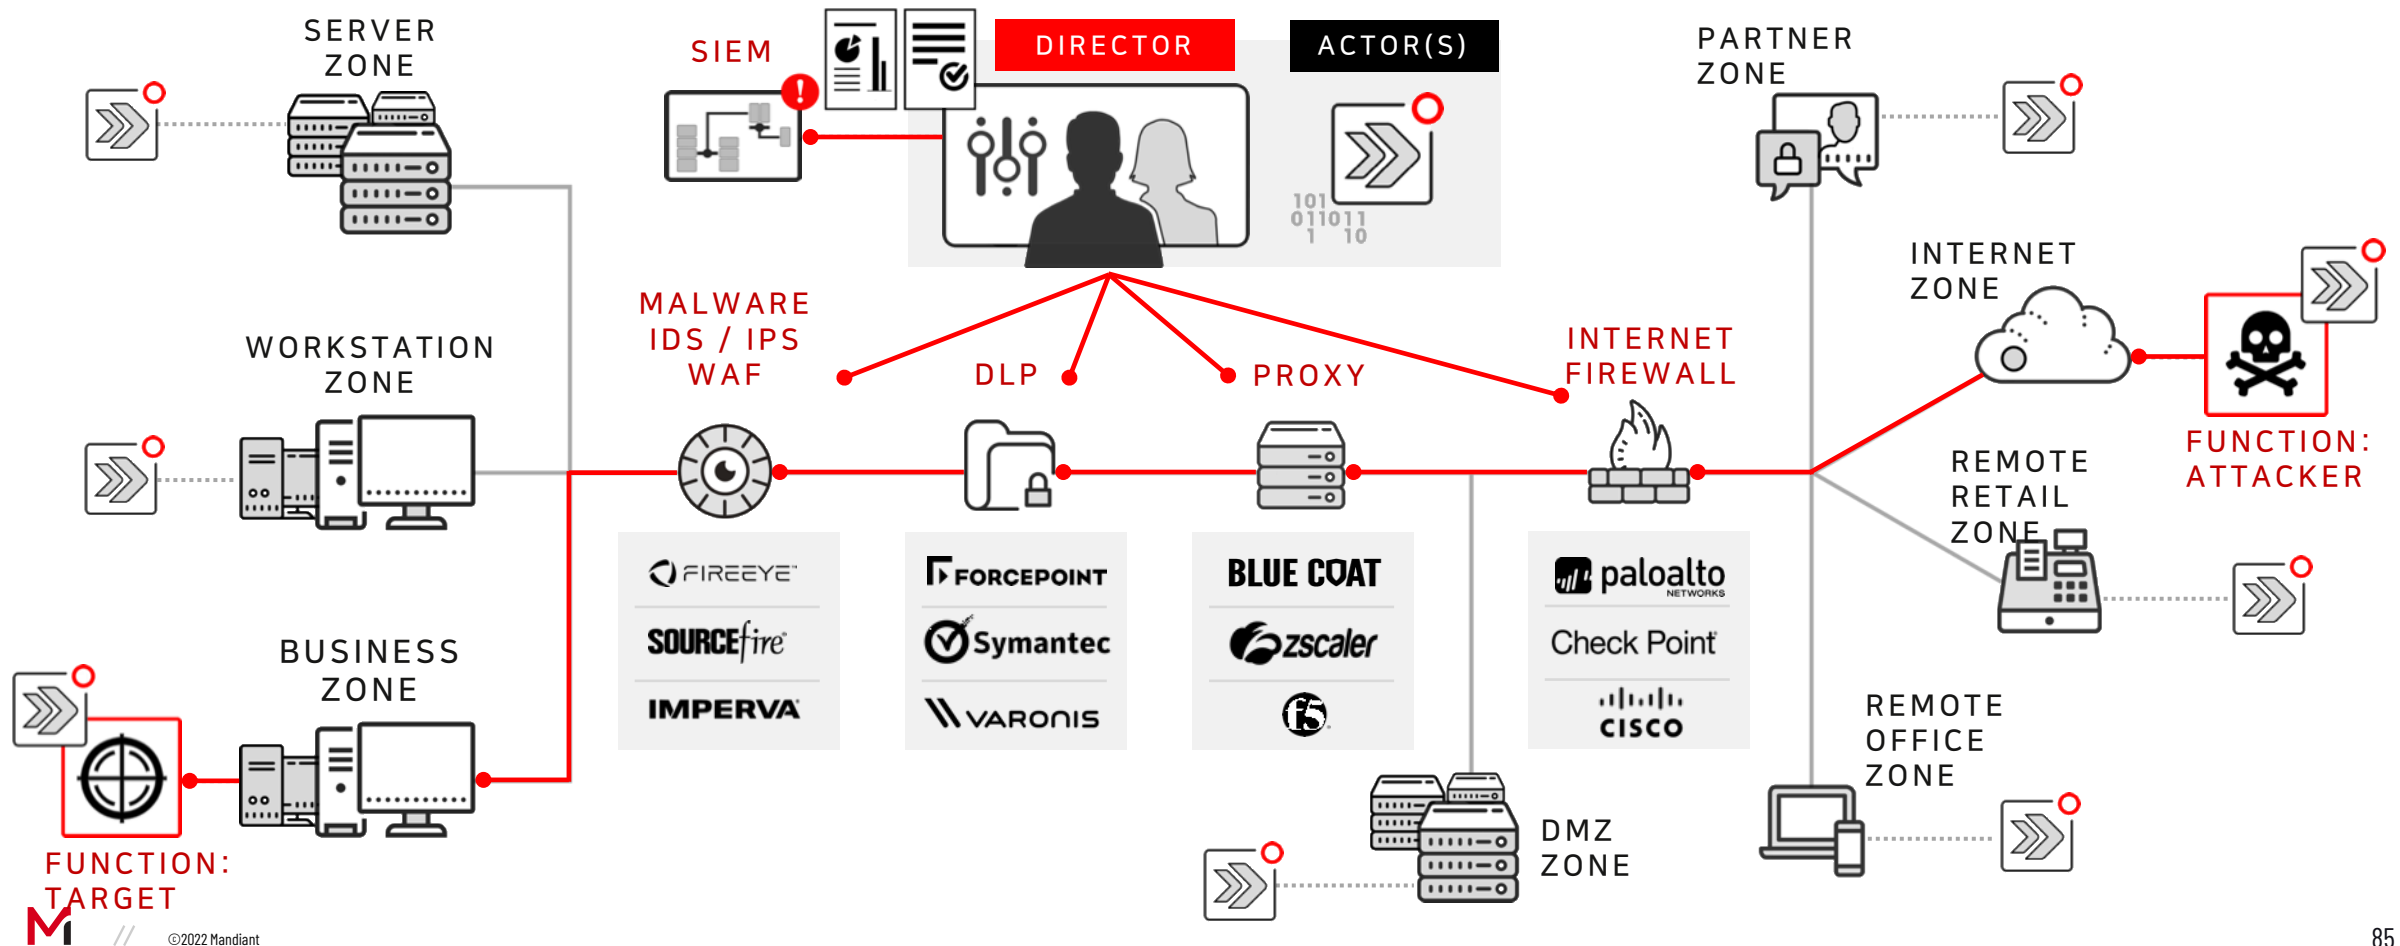 SERVER
ZONE
SIEM
DIRECTOR
ACTOR(S)
PARTNER
ZONE
101
011011
1 10
INTERNET
ZONE
MALWARE
IDS / IPS
WAF
DLP
PROXY
INTERNET
FIREWALL
WORKSTATION
ZONE
FUNCTION:
ATTACKER
REMOTE
RETAIL
ZONE
FIREEYE™
SOURCEfire®
IMPERVA®
FORCEPOINT
Symantec
VARONIS
BLUE COAT
zscaler
f5
paloalto
NETWORKS
Check Point
CISCO
BUSINESS
ZONE
FUNCTION:
TARGET
REMOTE
OFFICE
ZONE
DMZ
ZONE
M
// ©2022 Mandiant
85